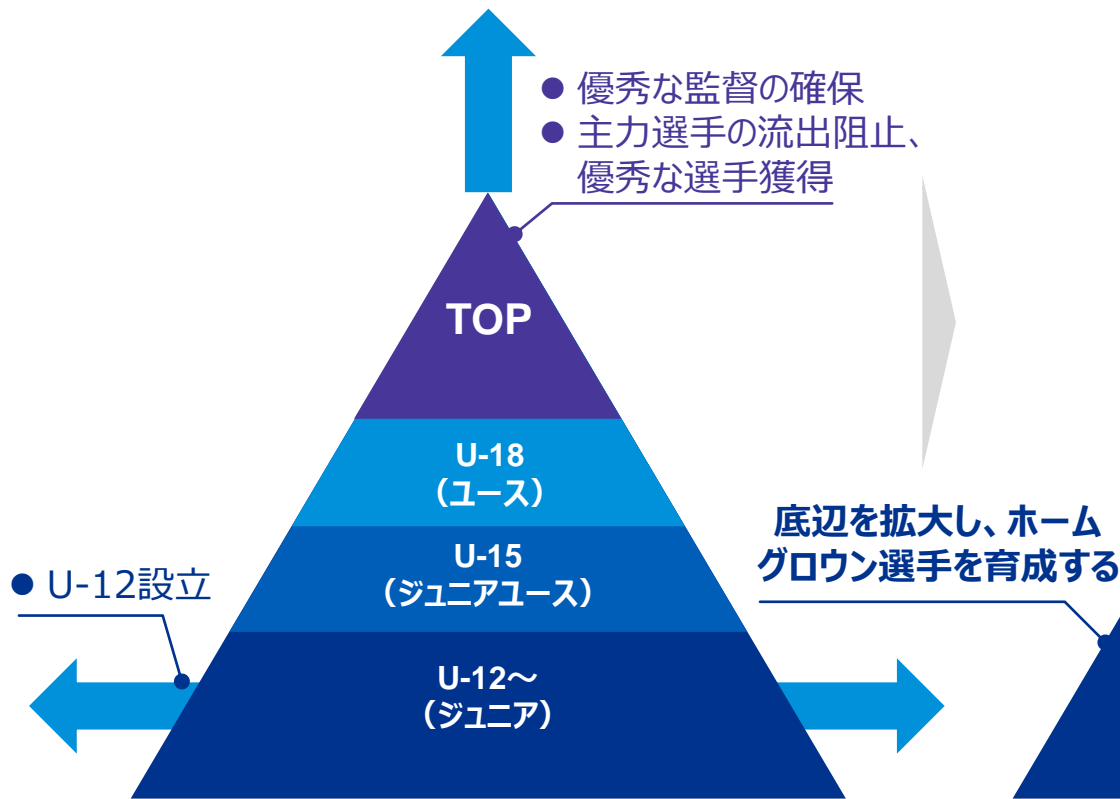 ● 優秀な監督の確保
● 主力選手の流出阻止、
優秀な選手獲得
TOP
U-18
（ユース）
U-15
（ジュニアユース）
● U-12設立
U-12～
（ジュニア）
底辺を拡大し、ホーム
グロウン選手を育成する